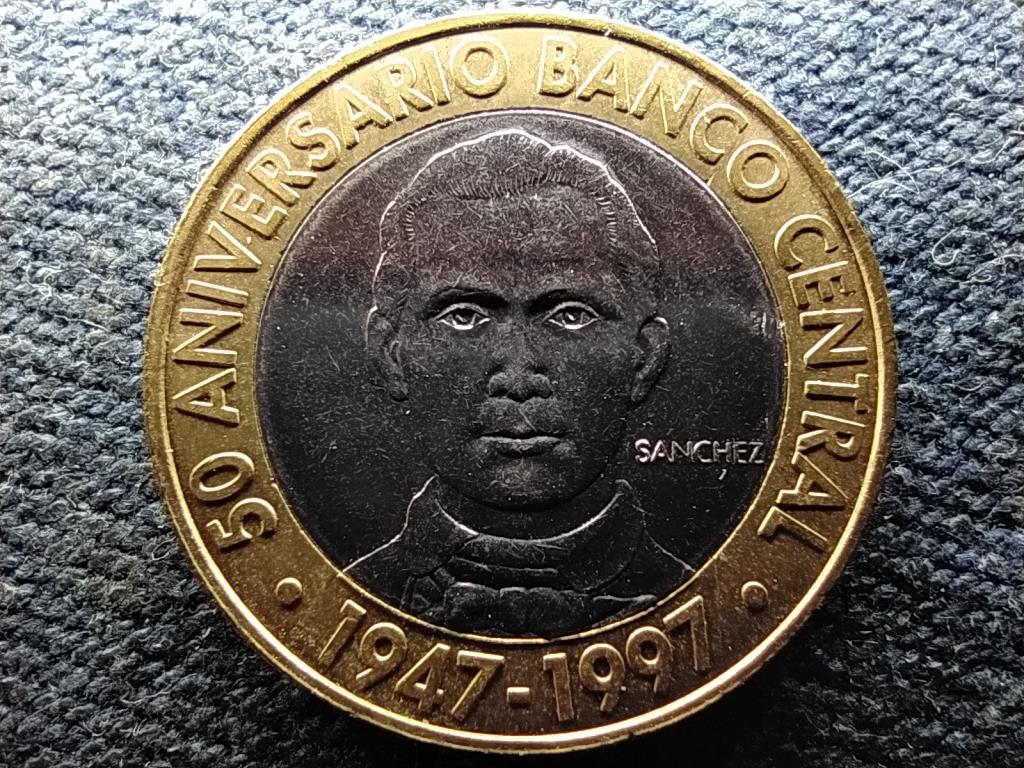 50 ANIVERSARIO BANCO CENTRAL
SANCHEZ
1947-1997